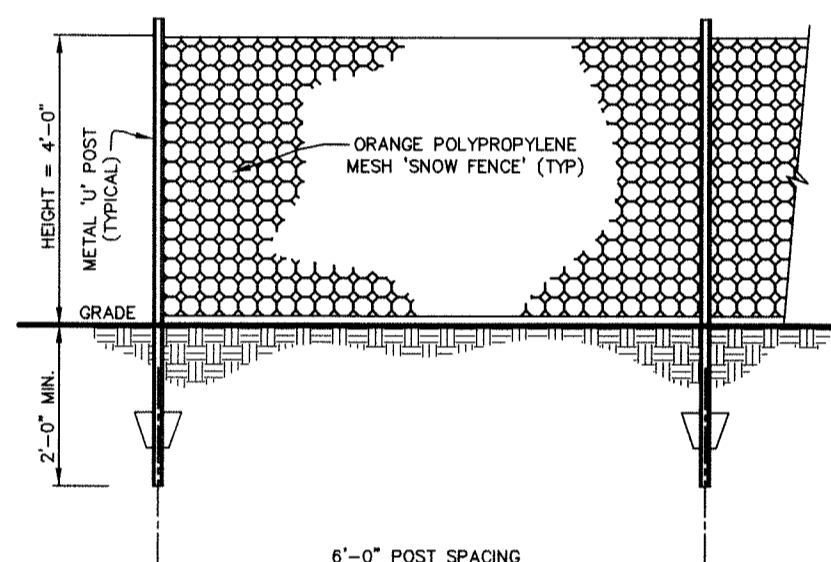 HEIGHT = 4'-0"
METAL 'U' POST
(TYPICAL)
ORANGE POLYPROPYLENE
MESH 'SNOW FENCE' (TYP)
GRADE
2'-0" MIN.
6'-0" POST SPACING